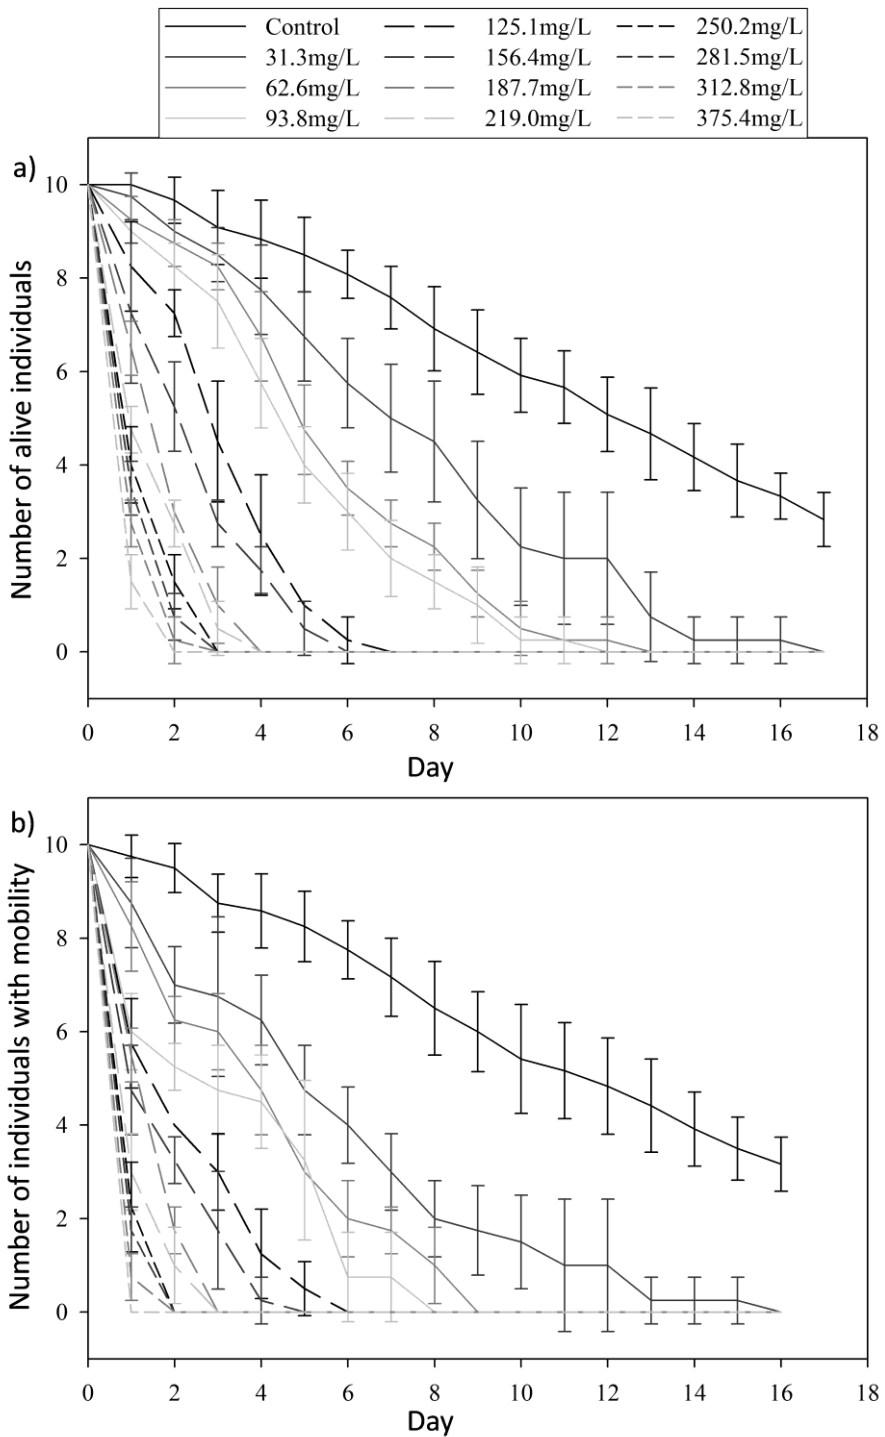 Control 125.1mg/L 250.2mg/L
31.3mg/L 156.4mg/L 281.5mg/L
62.6mg/L 187.7mg/L 312.8mg/L
93.8mg/L 219.0mg/L 375.4mg/L
a)
Number of alive individuals
10
8
6
4
2
0
0 2 4 6 8 10 12 14 16 18
Day
b)
Number of individuals with mobility
10
8
6
4
2
0
0 2 4 6 8 10 12 14 16 18
Day